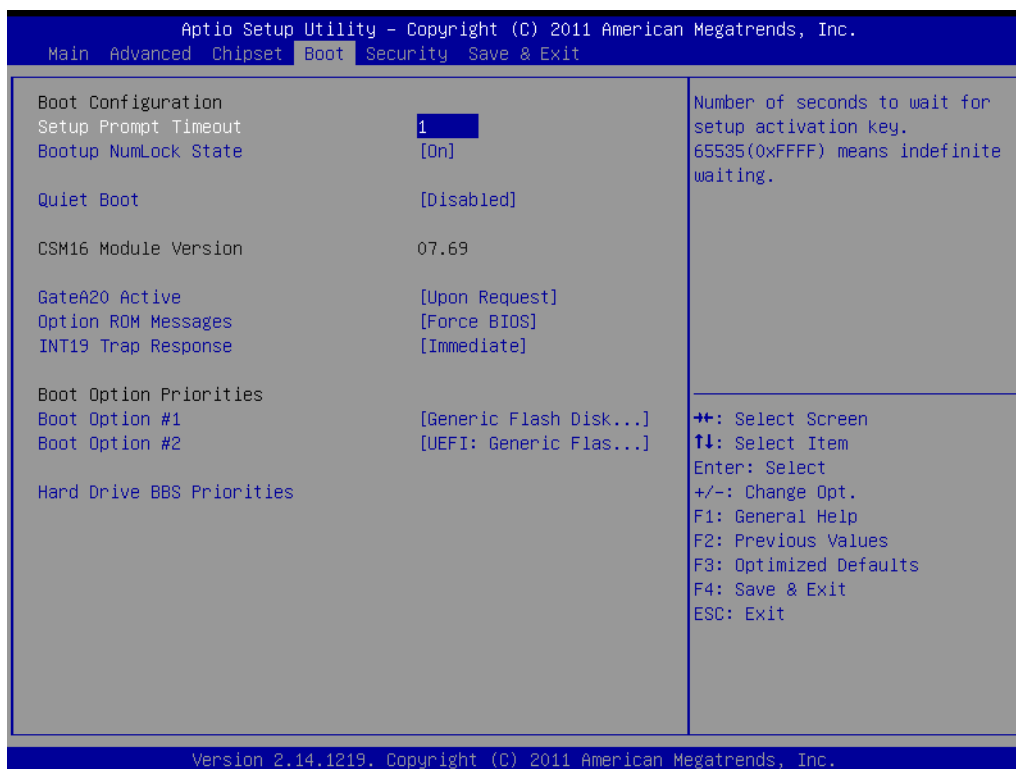 Aptio Setup Utility – Copyright (C) 2011 American Megatrends, Inc.
Main Advanced Chipset Boot Security Save & Exit
Boot Configuration
Setup Prompt Timeout 1
Bootup NumLock State [On]
Quiet Boot [Disabled]
CSM16 Module Version 07.69
GateA20 Active [Upon Request]
Option ROM Messages [Force BIOS]
INT19 Trap Response [Immediate]
Boot Option Priorities
Boot Option #1 [Generic Flash Disk...]
Boot Option #2 [UEFI: Generic Flas...]
Hard Drive BBS Priorities
Number of seconds to wait for
setup activation key.
65535(0xFFFF) means indefinite
waiting.
→←: Select Screen
↑↓: Select Item
Enter: Select
+/-: Change Opt.
F1: General Help
F2: Previous Values
F3: Optimized Defaults
F4: Save & Exit
ESC: Exit
Version 2.14.1219. Copyright (C) 2011 American Megatrends, Inc.